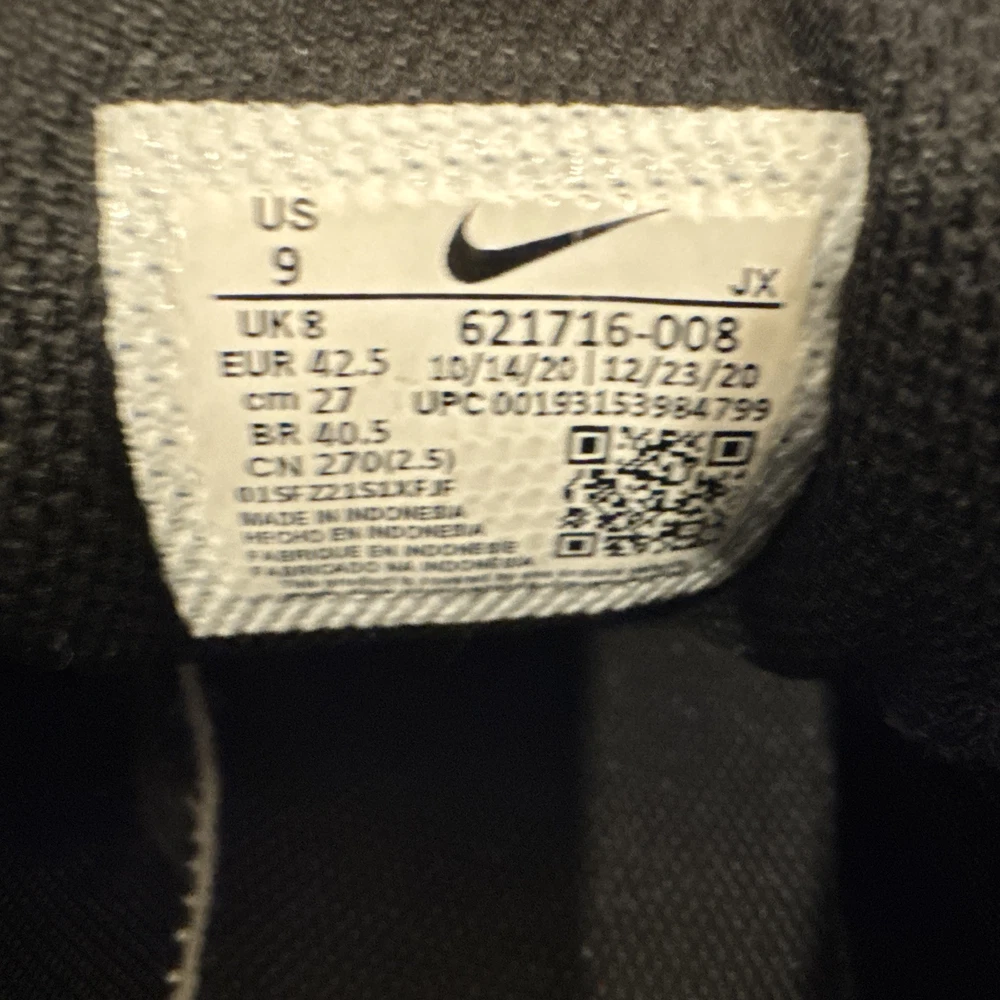 US
9
JX
UK 8
621716-008
EUR 42.5
10/14/20 | 12/23/20
cm 27
UPC 00193153984799
BR 40.5
CN 270(2.5)
MADE IN INDONESIA
HECHO EN INDONESIA
FABRIQUE EN INDONESIE
FABRICADO NA INDONESIA